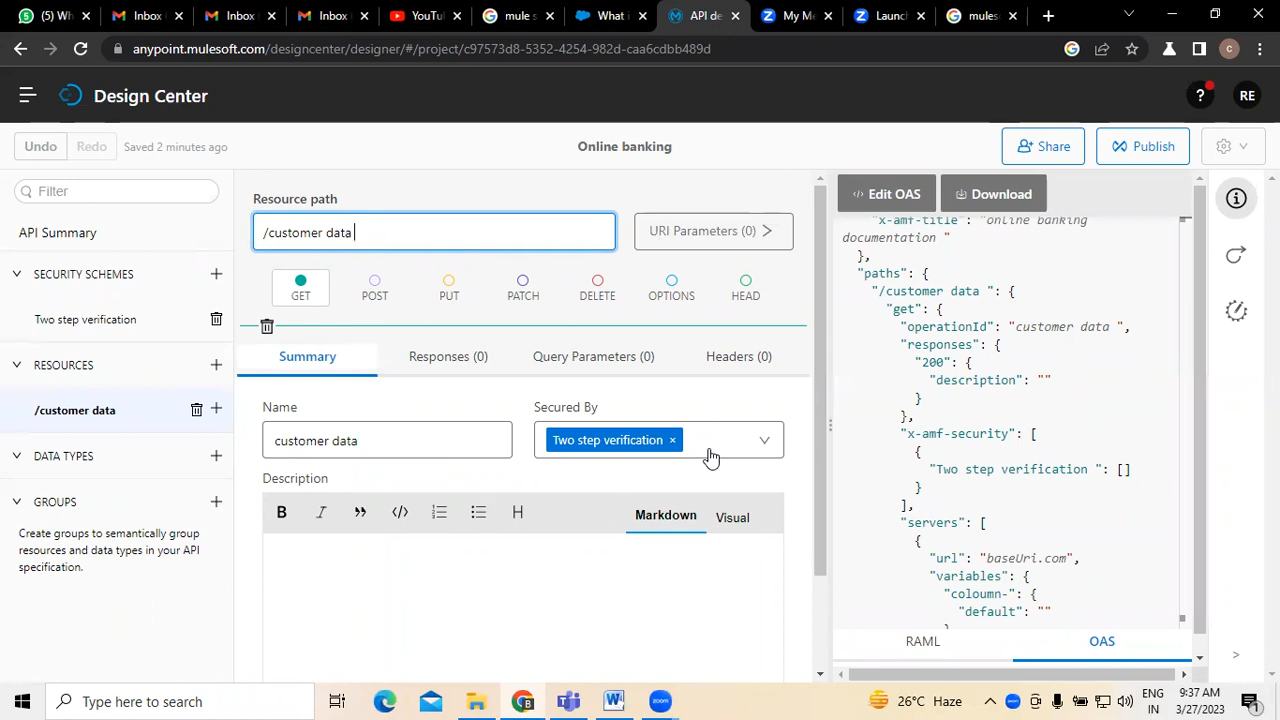 (5) Wh
Inbox
Inbox (
Inbox (
YouTu
mule s
What i
API de
My Me
Launc
mules
anypoint.mulesoft.com/designcenter/designer/#/project/c97573d8-5352-4254-982d-caa6cdbb489d
c
Design Center
?
RE
Undo
Redo
Saved 2 minutes ago
Online banking
Share
Publish
Filter
API Summary
SECURITY SCHEMES
Two step verification
RESOURCES
/customer data
DATA TYPES
GROUPS
Create groups to semantically group
resources and data types in your API
specification.
Resource path
/customer data
URI Parameters (0)
GET
POST
PUT
PATCH
DELETE
OPTIONS
HEAD
Summary
Responses (0)
Query Parameters (0)
Headers (0)
Name
Secured By
customer data
Two step verification ×
Description
B
I
H
Markdown
Visual
Edit OAS
Download
"x-amf-title": "online banking
documentation "
},
"paths": {
"/customer data ": {
"get": {
"operationId": "customer data ",
"responses": {
"200": {
"description": ""
}
},
"x-amf-security": [
{
"Two step verification ": []
}
],
"servers": [
{
"url": "baseUri.com",
"variables": {
"coloumn-": {
"default": ""
}
RAML
OAS
Type here to search
26°C Haze
ENG
IN
9:37 AM
3/27/2023
1